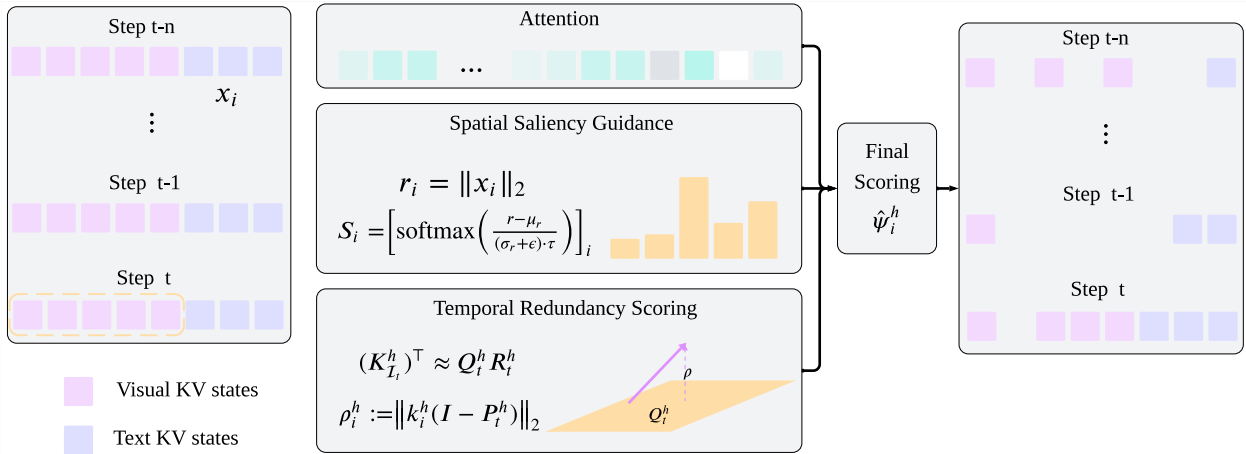 Step t-n
x_i
⋮
Step t-1
Step t
Visual KV states
Text KV states
Attention
...
Spatial Saliency Guidance
r_i = ∥x_i∥_2
S_i = [softmax((r−μ_r)/((σ_r+ϵ)·τ))]_i
Temporal Redundancy Scoring
(K^h_{I_t})^⊤ ≈ Q^h_t R^h_t
ρ^h_i := ∥k^h_i(I − P^h_t)∥_2
ρ
Q^h_t
Final
Scoring
ψ̂^h_i
Step t-n
⋮
Step t-1
Step t